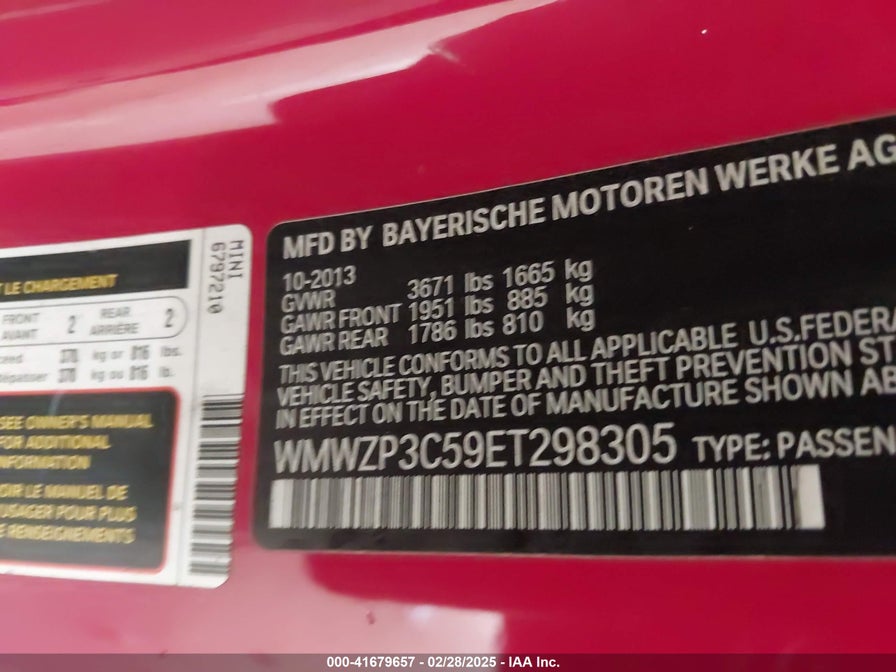 MFD BY BAYERISCHE MOTOREN WERKE AG
10-2013
GVWR 3671 lbs 1665 kg
GAWR FRONT 1951 lbs 885 kg
GAWR REAR 1786 lbs 810 kg
THIS VEHICLE CONFORMS TO ALL APPLICABLE U.S.FEDERA
VEHICLE SAFETY, BUMPER AND THEFT PREVENTION ST
IN EFFECT ON THE DATE OF MANUFACTURE SHOWN AB
WMWZP3C59ET298305 TYPE: PASSEN
MINI
6797210
T LE CHARGEMENT
FRONT
AVANT 2
REAR
ARRIÈRE 2
ceed 370 kg or 816 lbs.
dépasser 370 kg ou 816 lb.
SEE OWNER'S MANUAL
FOR ADDITIONAL
INFORMATION
OIR LE MANUEL DE
'USAGER POUR PLUS
DE RENSEIGNEMENTS
000-41679657 - 02/28/2025 - IAA Inc.